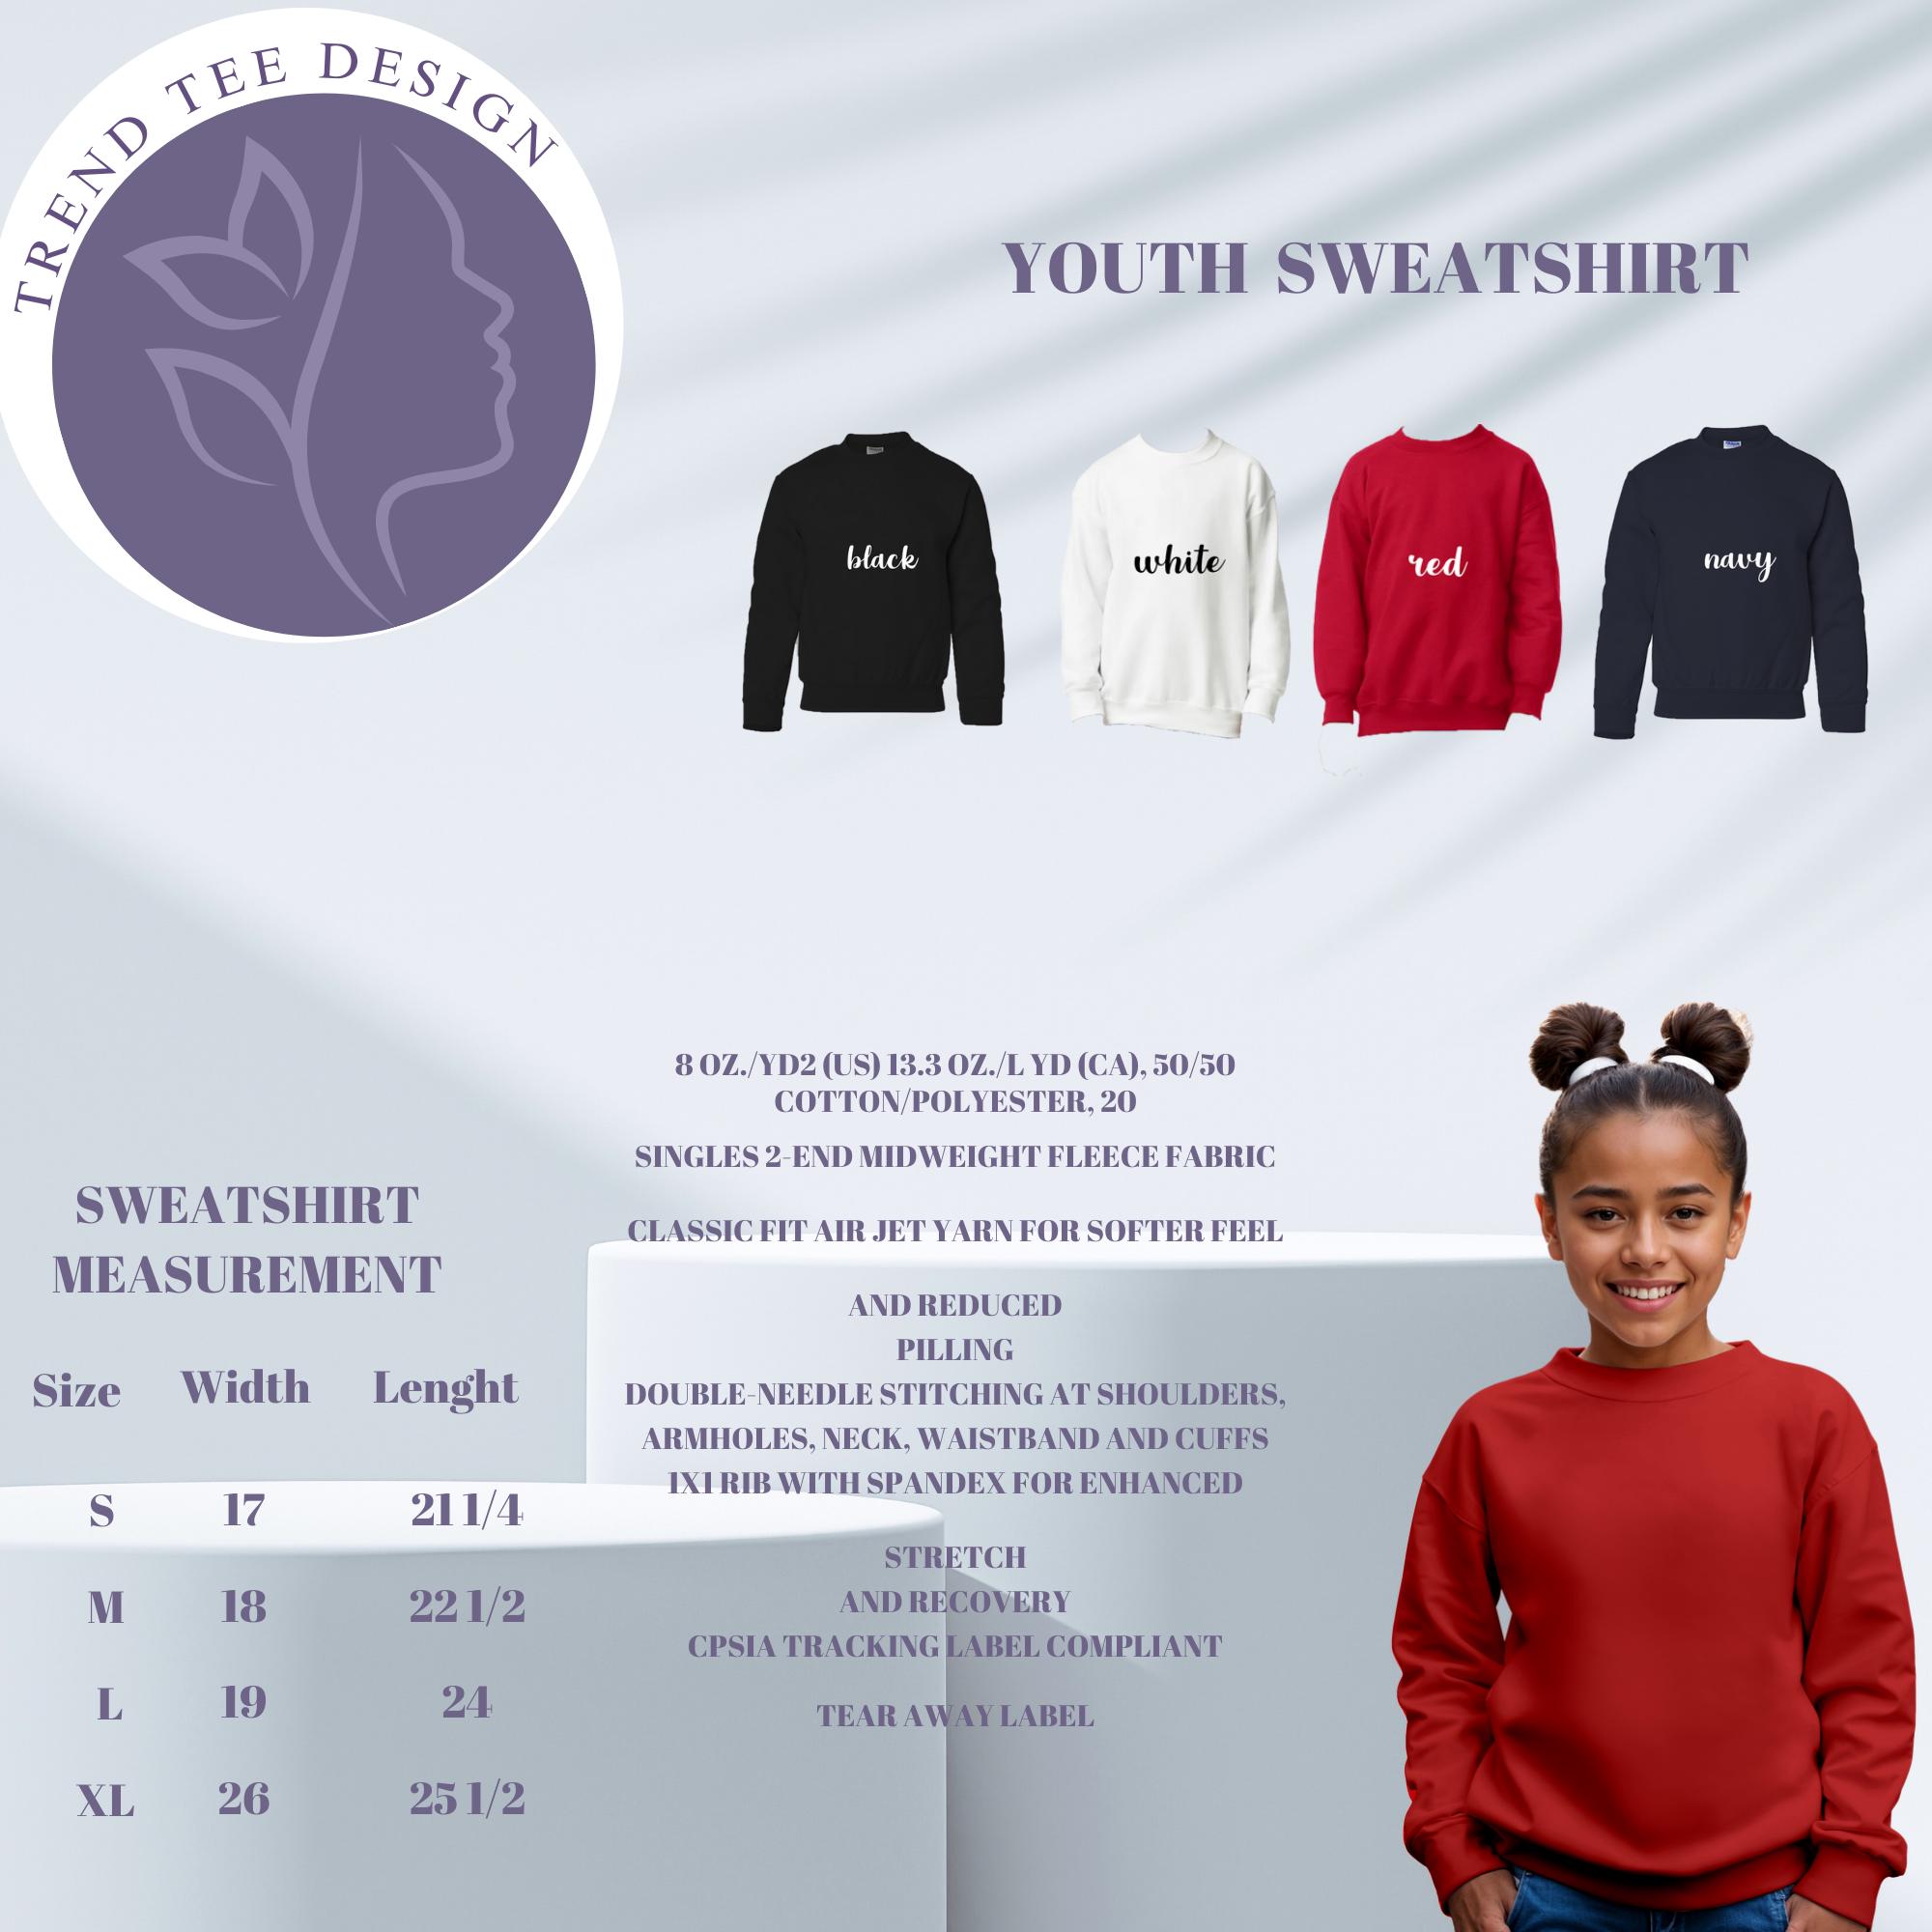 TREND TEE DESIGN
YOUTH SWEATSHIRT
black
white
red
navy
8 OZ./YD2 (US) 13.3 OZ./L YD (CA), 50/50
COTTON/POLYESTER, 20
SINGLES 2-END MIDWEIGHT FLEECE FABRIC
CLASSIC FIT AIR JET YARN FOR SOFTER FEEL
AND REDUCED
PILLING
DOUBLE-NEEDLE STITCHING AT SHOULDERS,
ARMHOLES, NECK, WAISTBAND AND CUFFS
1X1 RIB WITH SPANDEX FOR ENHANCED
STRETCH
AND RECOVERY
CPSIA TRACKING LABEL COMPLIANT
TEAR AWAY LABEL
SWEATSHIRT
MEASUREMENT
Size Width Lenght
S 17 21 1/4
M 18 22 1/2
L 19 24
XL 26 25 1/2